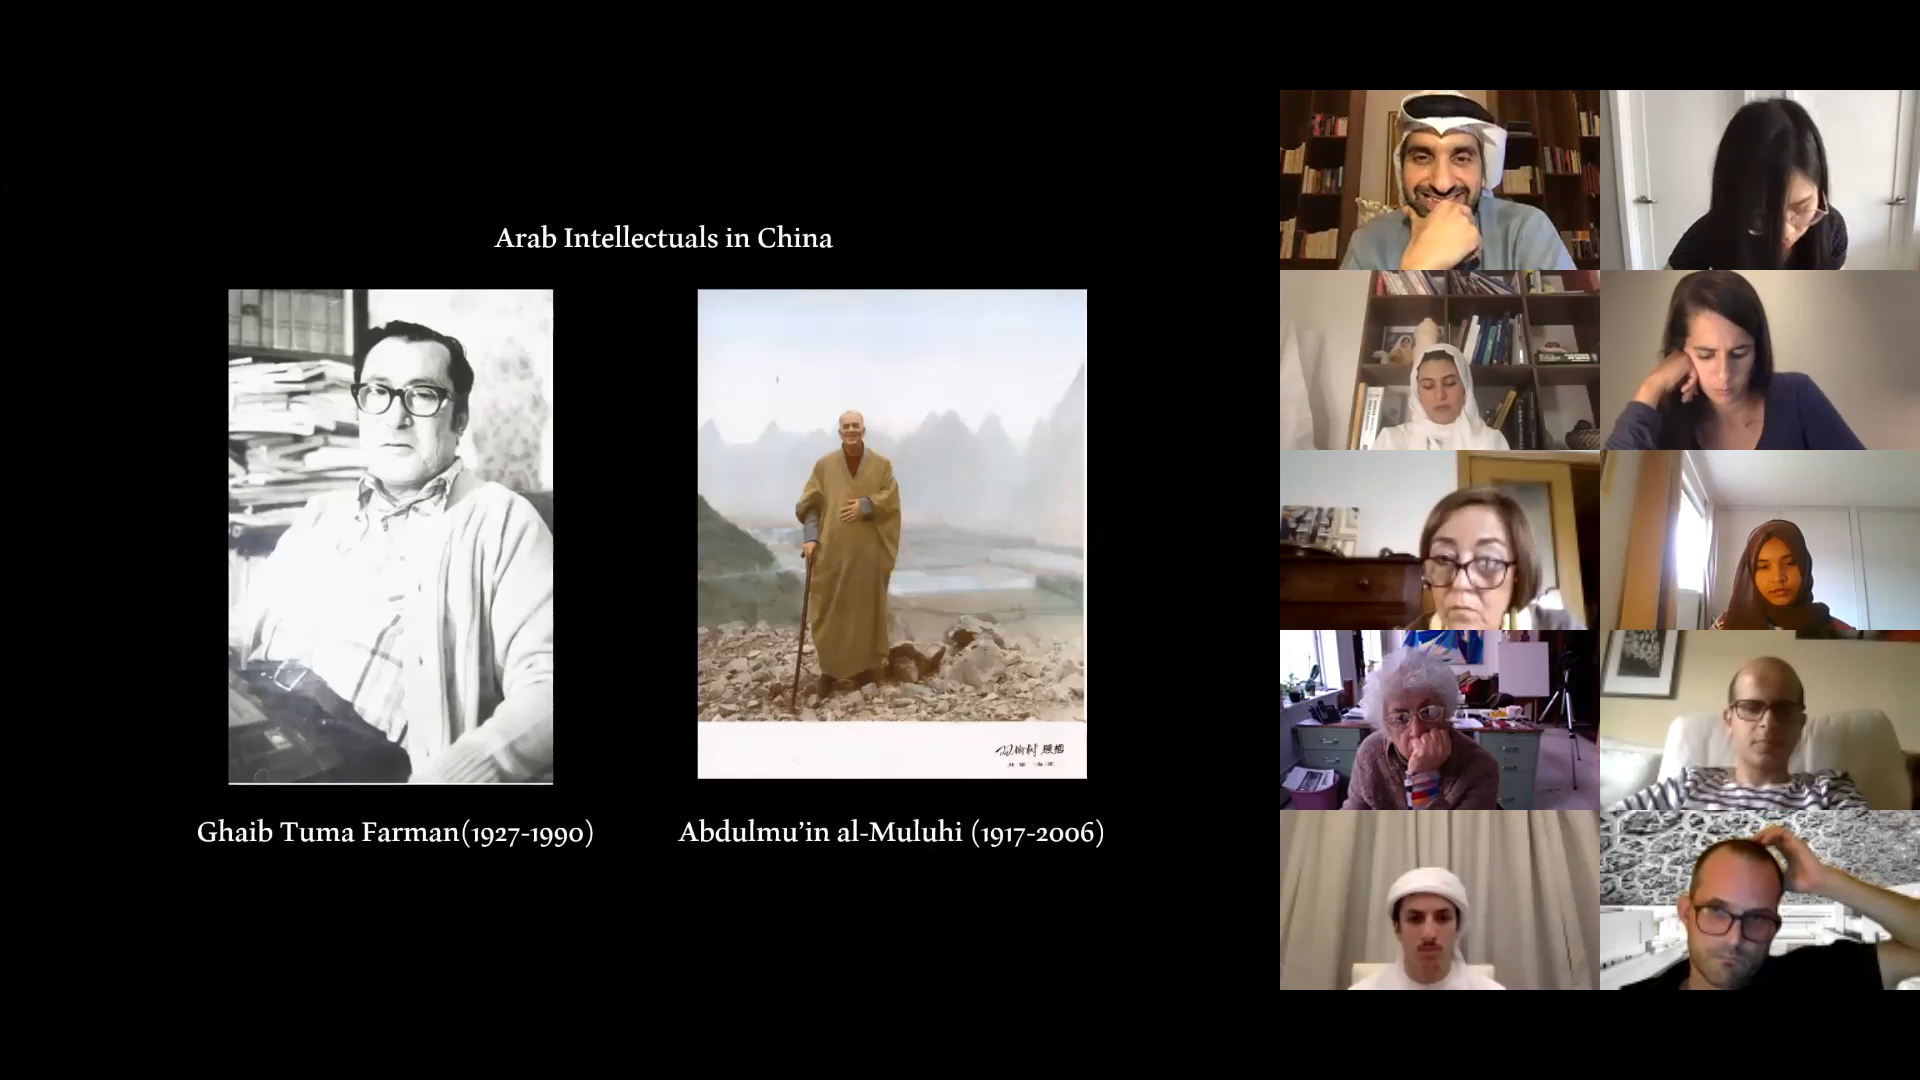 Arab Intellectuals in China
Ghaib Tuma Farman(1927-1990)
Abdulmu'in al-Muluhi (1917-2006)